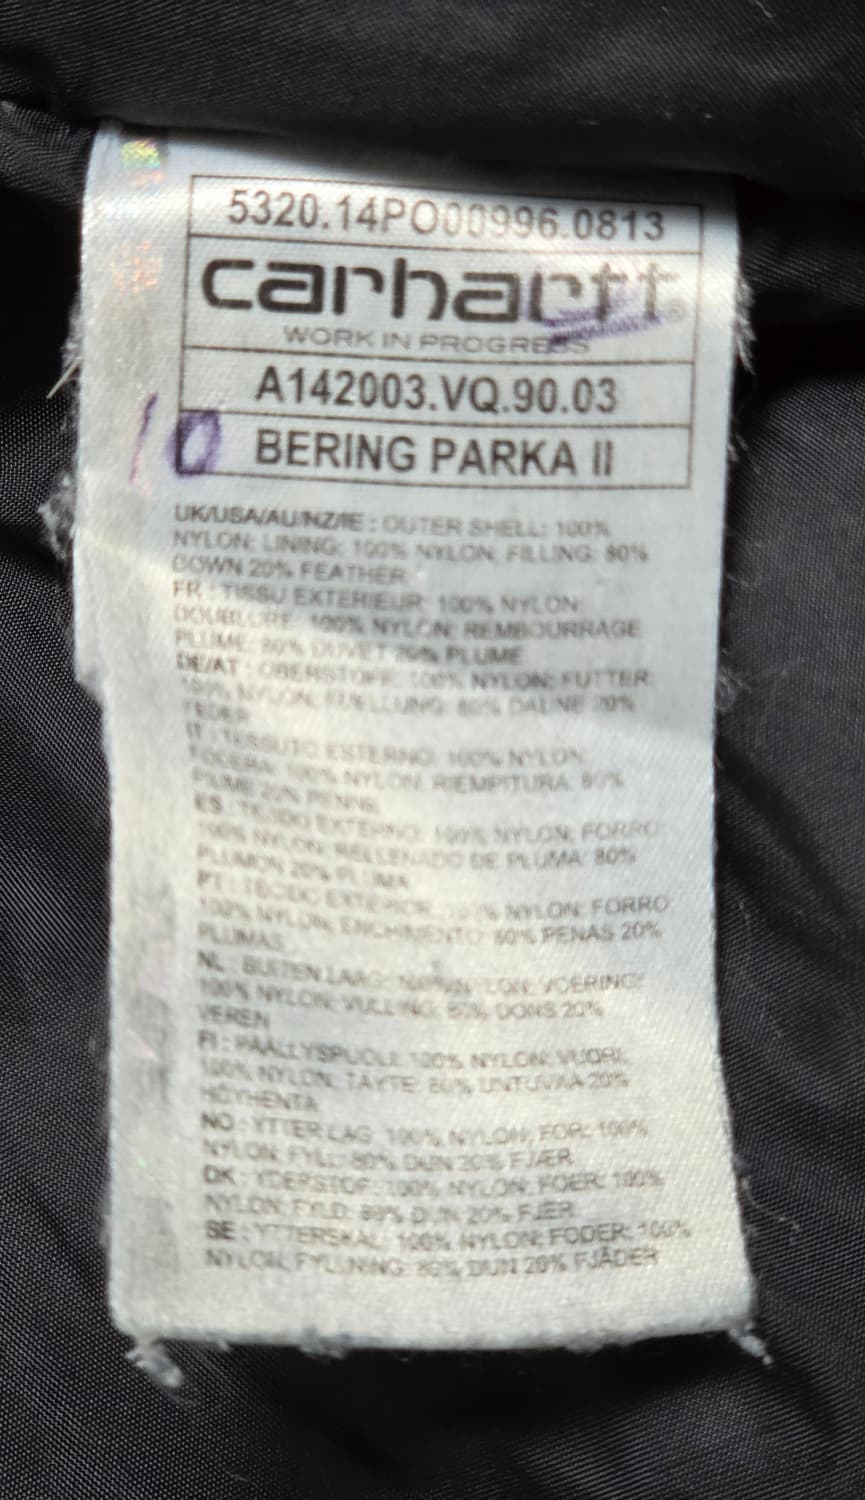 5320.14PO00996.0813
carhartt®
WORK IN PROGRESS
A142003.VQ.90.03
10 BERING PARKA II
UK/USA/AU/NZ/IE : OUTER SHELL: 100%
NYLON; LINING: 100% NYLON; FILLING: 80%
DOWN 20% FEATHER
FR : TISSU EXTERIEUR: 100% NYLON;
DOUBLURE: 100% NYLON; REMBOURRAGE
PLUME: 80% DUVET 20% PLUME
DE/AT : OBERSTOFF: 100% NYLON; FUTTER:
100% NYLON; FUELLUNG: 80% DAUNE 20%
FEDER
IT : TESSUTO ESTERNO: 100% NYLON;
FODERA: 100% NYLON; RIEMPITURA: 80%
PIUME 20% PENNE
ES : TEJIDO EXTERNO: 100% NYLON; FORRO:
100% NYLON; RELLENADO DE PLUMA: 80%
PLUMON 20% PLUMA
PT : TECIDO EXTERIOR: 100% NYLON; FORRO:
100% NYLON; ENCHIMENTO: 80% PENAS 20%
PLUMAS
NL : BUITENLAAG: NYLON; VOERING:
100% NYLON; VULLING: 80% DONS 20%
VEREN
FI : 100% NYLON; VUORI:
100% NYLON; TÄYTE: 80% UNTUVAA 20%
HÖYHENTÄ
NO : YTTERLAG: 100% NYLON; FOR: 100%
NYLON; FYLL: 80% DUN 20% FJÆR
DK : YDERSTOF: 100% NYLON; FOER: 100%
NYLON; FYLD: 80% DUN 20% FJER
SE : YTTERSKAL: 100% NYLON; FODER: 100%
NYLON; FYLLNING: 80% DUN 20% FJÄDER